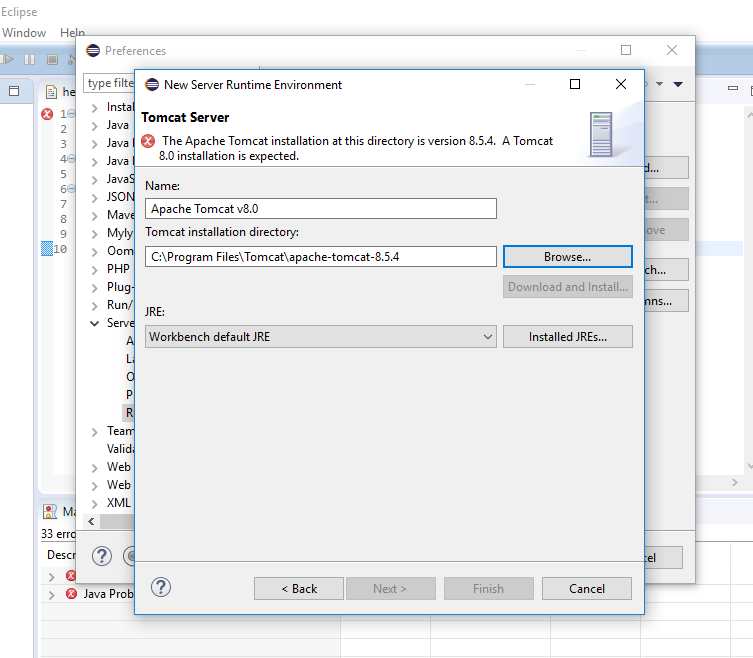 Eclipse
Window Help
Preferences
type filte
New Server Runtime Environment
Tomcat Server
The Apache Tomcat installation at this directory is version 8.5.4. A Tomcat
8.0 installation is expected.
Name:
Apache Tomcat v8.0
Tomcat installation directory:
C:\Program Files\Tomcat\apache-tomcat-8.5.4
Browse...
Download and Install...
JRE:
Workbench default JRE
Installed JREs...
< Back
Next >
Finish
Cancel
he
1
2
3
4
5
6
7
8
9
10
Instal
Java
Java
Java
JavaS
JSON
Mave
Myly
Oom
PHP
Plug-
Run/
Serve
A
La
O
P
R
Team
Valida
Web
Web
XML
d...
t...
ove
ch...
mns...
cel
Ma
33 erro
Descr
Java Prob